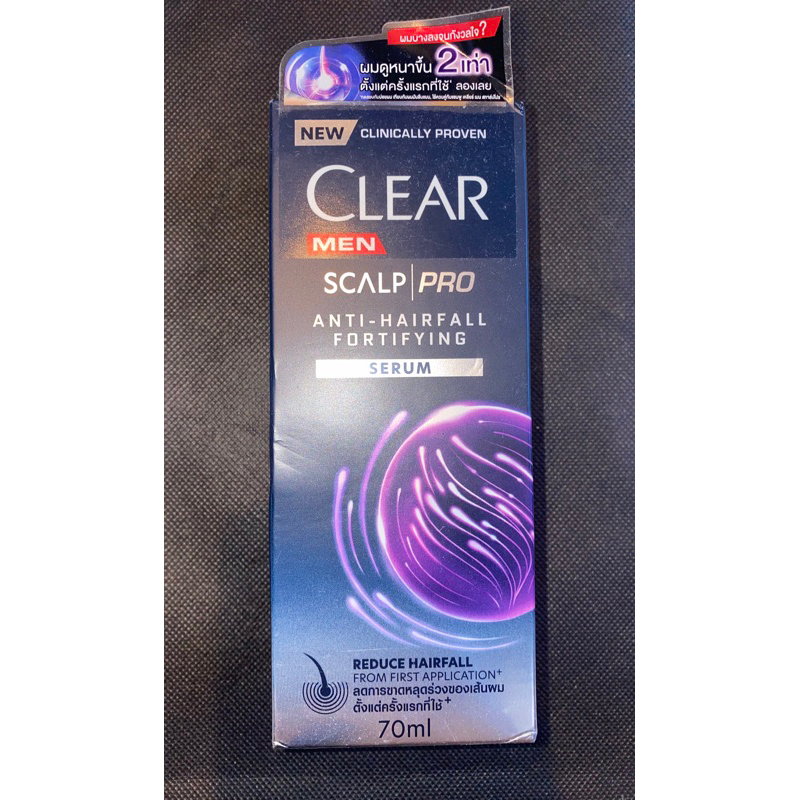 ผมบางลงจนกังวลใจ?
ผมดูหนาขึ้น 2 เท่า
ตั้งแต่ครั้งแรกที่ใช้* ลองเลย
NEW CLINICALLY PROVEN
CLEAR
MEN
SCALP PRO
ANTI-HAIRFALL
FORTIFYING
SERUM
REDUCE HAIRFALL
FROM FIRST APPLICATION+
ลดการขาดหลุดร่วงของเส้นผม
ตั้งแต่ครั้งแรกที่ใช้+
70ml